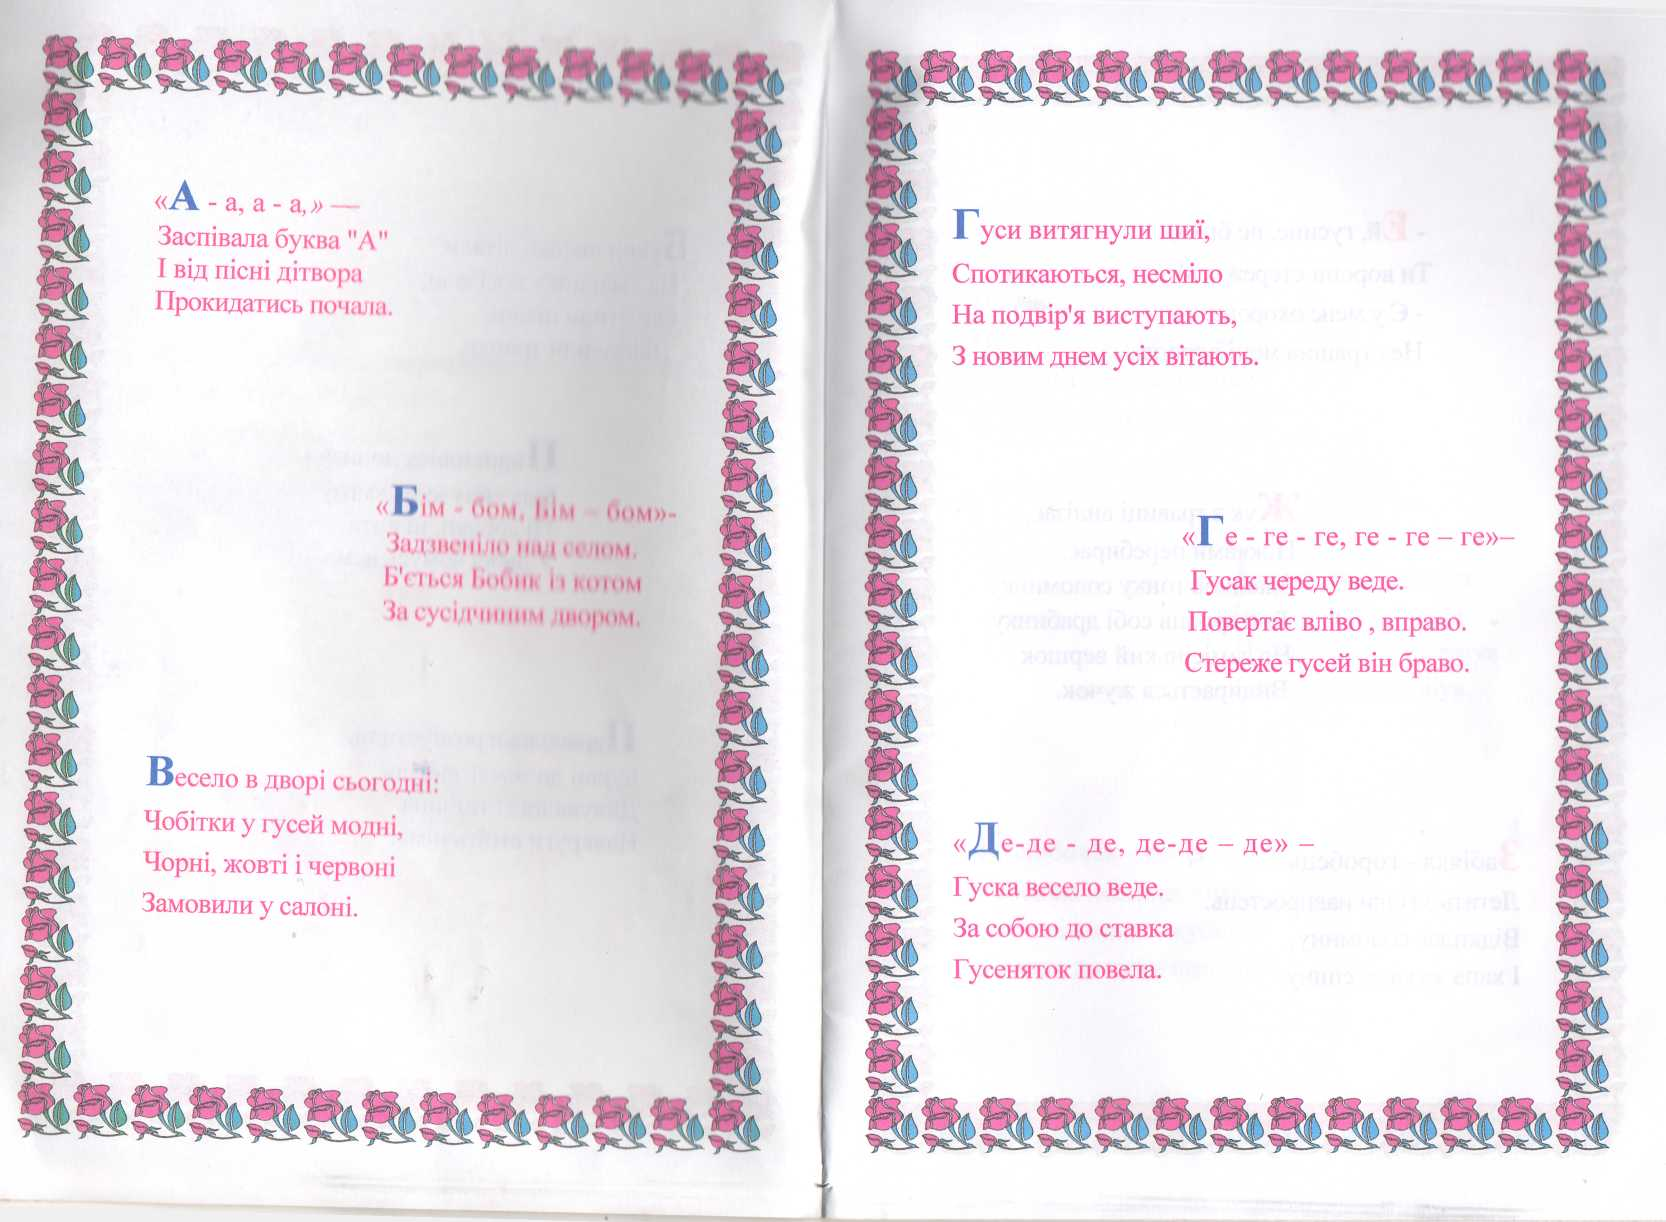 «А - а, а - а,» —
Заспівала буква "А"
І від пісні дітвора
Прокидатись почала.
«Бім - бом, Бім – бом»-
Задзвеніло над селом.
Б'ється Бобик із котом
За сусідчиним двором.
Весело в дворі сьогодні:
Чобітки у гусей модні,
Чорні, жовті і червоні
Замовили у салоні.
Гуси витягнули шиї,
Спотикаються, несміло
На подвір'я виступають,
З новим днем усіх вітають.
«Ге - ге - ге, ге - ге – ге»–
Гусак череду веде.
Повертає вліво , вправо.
Стереже гусей він браво.
«Де-де - де, де-де – де» –
Гуска весело веде.
За собою до ставка
Гусеняток повела.